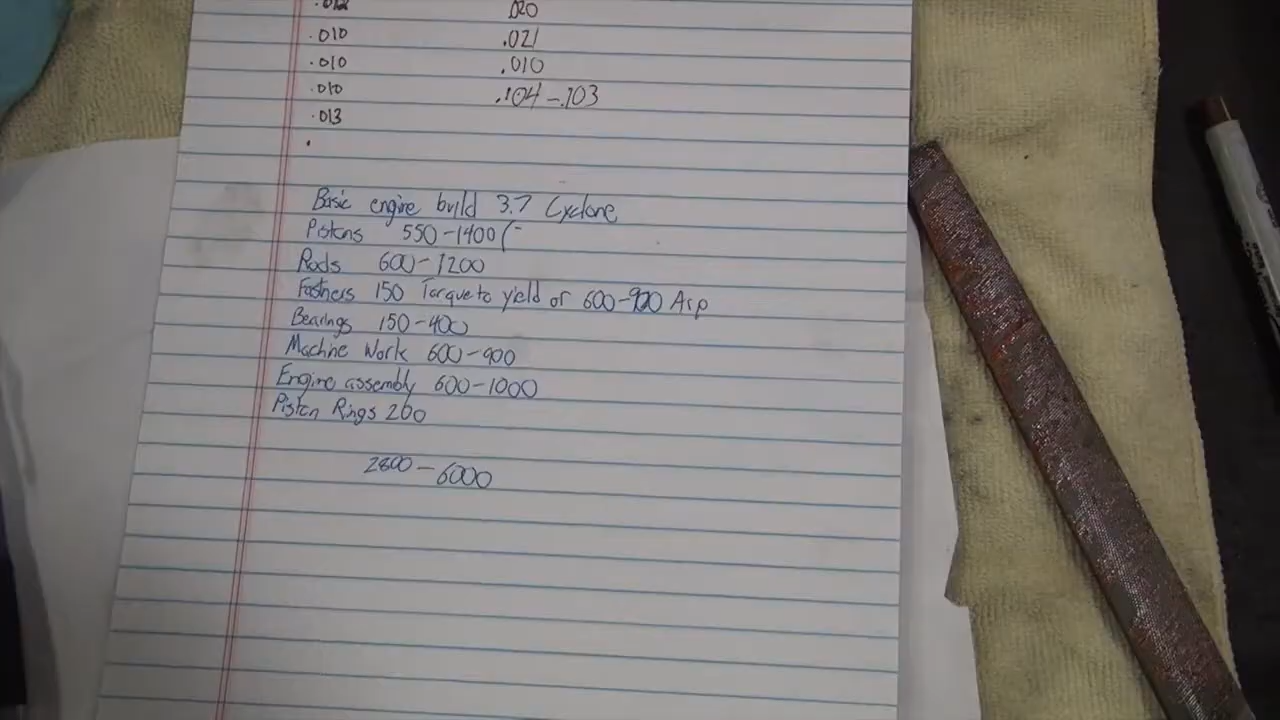 .012 .020
.010 .021
.010 .010
.010 .104 - .103
.013
.
Basic engine build 3.7 Cyclone
Pistons 550-1400 (-
Rods 600-1200
Fastners 150 Torque to yield or 600-900 Arp
Bearings 150-400
Machine Work 600-900
Engine assembly 600-1000
Piston Rings 200
2800 - 6000